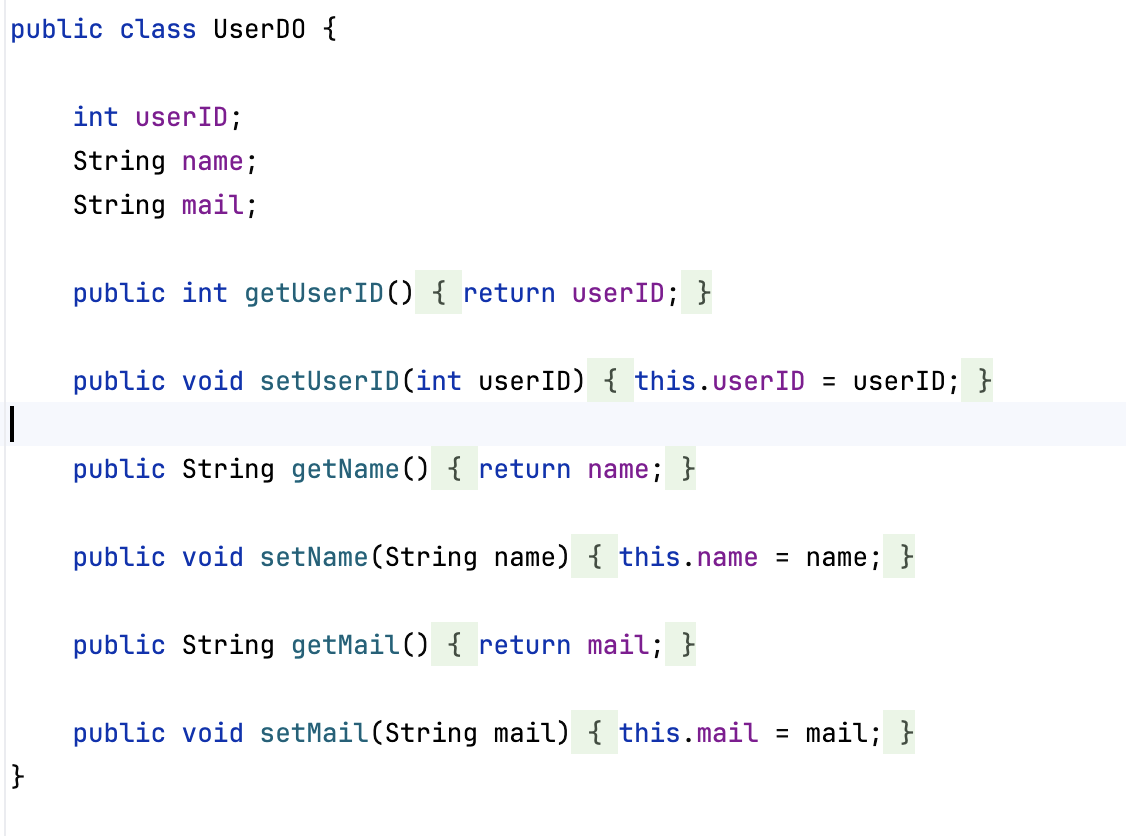 public class UserDO {
    int userID;
    String name;
    String mail;
    public int getUserID() { return userID; }
    public void setUserID(int userID) { this.userID = userID; }
    public String getName() { return name; }
    public void setName(String name) { this.name = name; }
    public String getMail() { return mail; }
    public void setMail(String mail) { this.mail = mail; }
}